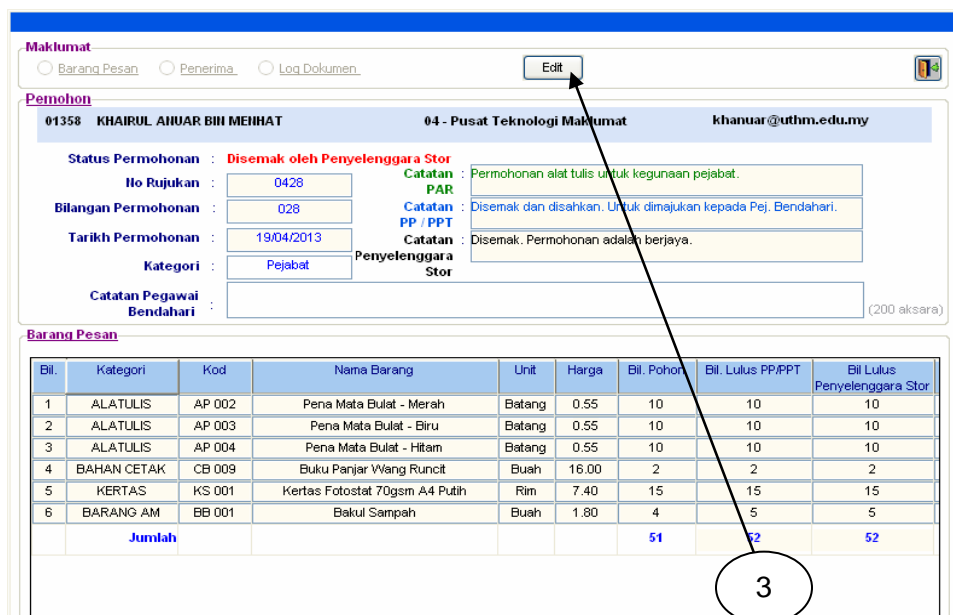 Maklumat
Barang Pesan Penerima Log Dokumen Edit
Pemohon
01358 KHAIRUL ANUAR BIN MENHAT 04 - Pusat Teknologi Maklumat khanuar@uthm.edu.my
Status Permohonan : Disemak oleh Penyelenggara Stor
No Rujukan : 0428
Bilangan Permohonan : 028
Tarikh Permohonan : 19/04/2013
Kategori : Pejabat
Catatan PAR : Permohonan alat tulis untuk kegunaan pejabat.
Catatan PP / PPT : Disemak dan disahkan. Untuk dimajukan kepada Pej. Bendahari.
Catatan Penyelenggara Stor : Disemak. Permohonan adalah berjaya.
Catatan Pegawai Bendahari : (200 aksara)
Barang Pesan
Bil. Kategori Kod Nama Barang Unit Harga Bil. Pohon Bil. Lulus PP/PPT Bil Lulus Penyelenggara Stor
1 ALATULIS AP 002 Pena Mata Bulat - Merah Batang 0.55 10 10 10
2 ALATULIS AP 003 Pena Mata Bulat - Biru Batang 0.55 10 10 10
3 ALATULIS AP 004 Pena Mata Bulat - Hitam Batang 0.55 10 10 10
4 BAHAN CETAK CB 009 Buku Panjar Wang Runcit Buah 16.00 2 2 2
5 KERTAS KS 001 Kertas Fotostat 70gsm A4 Putih Rim 7.40 15 15 15
6 BARANG AM BB 001 Bakul Sampah Buah 1.80 4 5 5
Jumlah 51 52 52
3